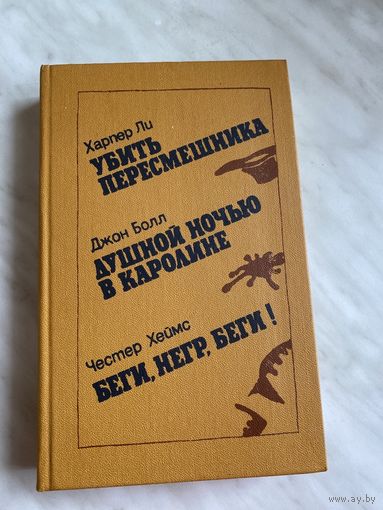 Харпер Ли
УБИТЬ
ПЕРЕСМЕШНИКА
Джон Болл
ДУШНОЙ НОЧЬЮ
В КАРОЛИНЕ
Честер Хеймс
БЕГИ, НЕГР, БЕГИ!
www.ay.by